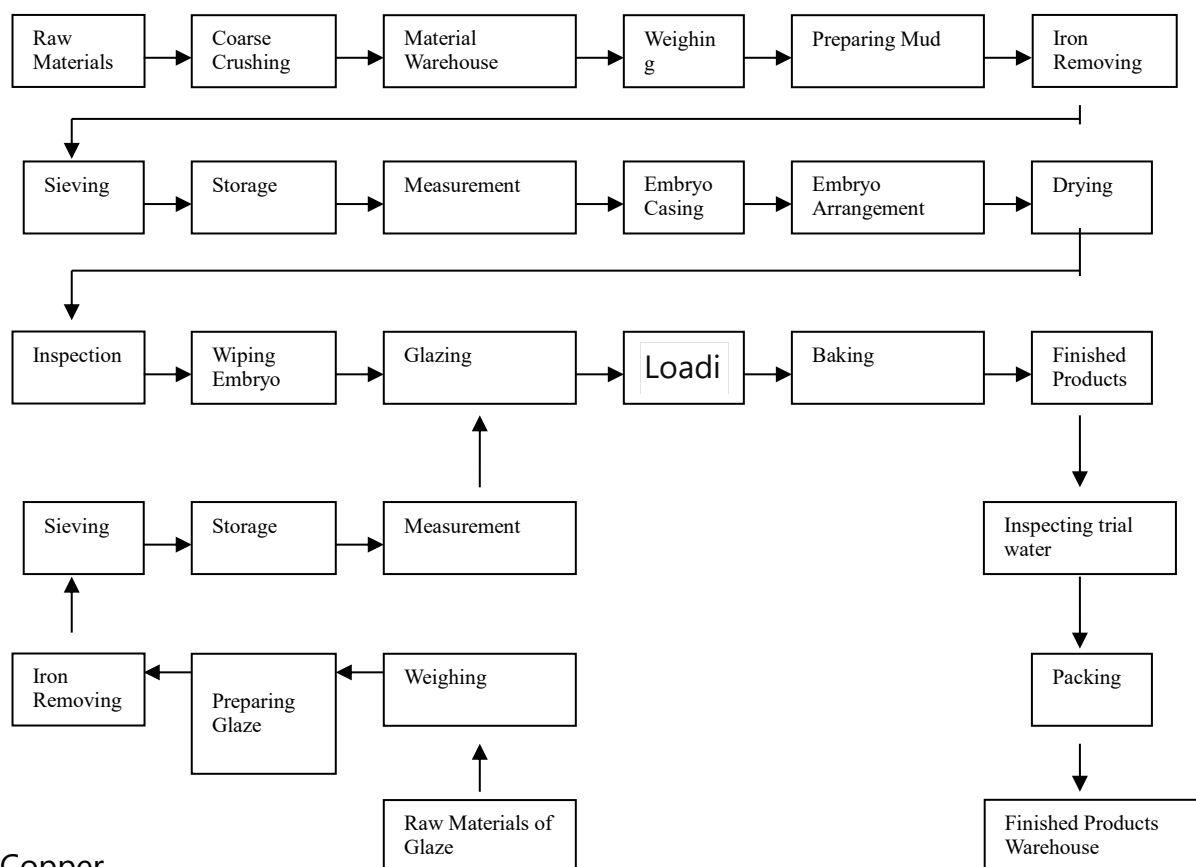 Raw
Materials
Coarse
Crushing
Material
Warehouse
Weighin
g
Preparing Mud
Iron
Removing
Sieving
Storage
Measurement
Embryo
Casing
Embryo
Arrangement
Drying
Inspection
Wiping
Embryo
Glazing
Loadi
Baking
Finished
Products
Sieving
Storage
Measurement
Inspecting trial
water
Iron
Removing
Preparing
Glaze
Weighing
Packing
Raw Materials of
Glaze
Finished Products
Warehouse
Copper